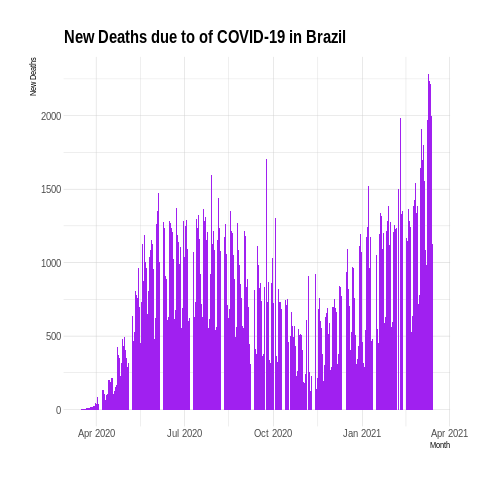 New Deaths due to of COVID-19 in Brazil
New Deaths
2000
1500
1000
500
0
Apr 2020
Jul 2020
Oct 2020
Jan 2021
Apr 2021
Month